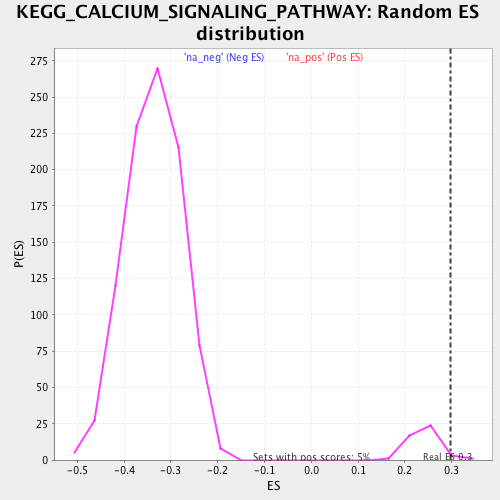 KEGG_CALCIUM_SIGNALING_PATHWAY: Random ES
distribution
'na_neg' (Neg ES) 'na_pos' (Pos ES)
P(ES)
275
250
225
200
175
150
125
100
75
50
25
0
Sets with pos scores: 5%
Real ES 0.3
-0.5 -0.4 -0.3 -0.2 -0.1 0.0 0.1 0.2 0.3
ES